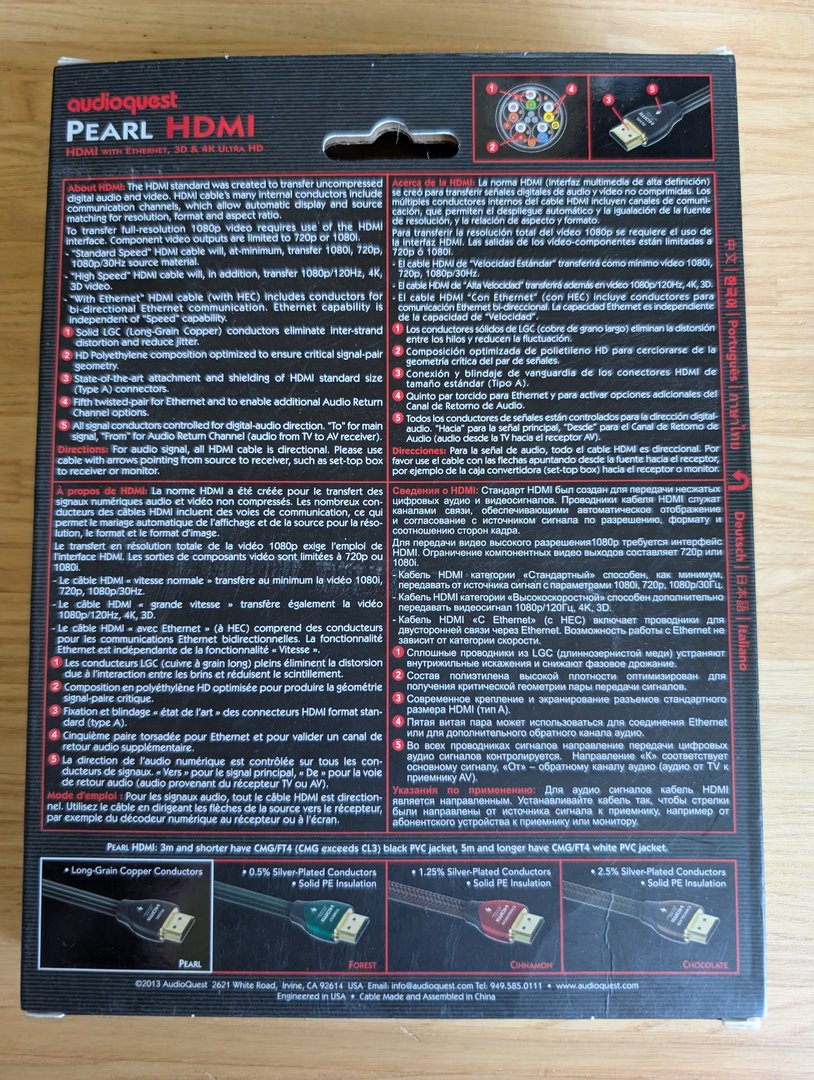 audioquest
PEARL HDMI
HDMI WITH ETHERNET, 3D & 4K ULTRA HD
1
4
2
5
3
About HDMI: The HDMI standard was created to transfer uncompressed
digital audio and video. HDMI cable's many internal conductors include
communication channels, which allow automatic display and source
matching for resolution, format and aspect ratio.
To transfer full-resolution 1080p video requires use of the HDMI
interface. Component video outputs are limited to 720p or 1080i.
- "Standard Speed" HDMI cable will, at-minimum, transfer 1080i, 720p,
1080p/30Hz source material.
- "High Speed" HDMI cable will, in addition, transfer 1080p/120Hz, 4K,
3D video.
- "With Ethernet" HDMI cable (with HEC) includes conductors for
bi-directional Ethernet communication. Ethernet capability is
independent of "Speed" capability.
1 Solid LGC (Long-Grain Copper) conductors eliminate inter-strand
distortion and reduce jitter.
2 HD Polyethylene composition optimized to ensure critical signal-pair
geometry.
3 State-of-the-art attachment and shielding of HDMI standard size
(Type A) connectors.
4 Fifth twisted-pair for Ethernet and to enable additional Audio Return
Channel options.
5 All signal conductors controlled for digital-audio direction. "To" for main
signal, "From" for Audio Return Channel (audio from TV to AV receiver).
Directions: For audio signal, all HDMI cable is directional. Please use
cable with arrows pointing from source to receiver, such as set-top box
to receiver or monitor.
Acerca de la HDMI: La norma HDMI (interfaz multimedia de alta definición)
se creó para transferir señales digitales de audio y video no comprimidos. Los
múltiples conductores internos del cable HDMI incluyen canales de comuni-
cación, que permiten el despliegue automático y la igualación de la fuente
de resolución, y la relación de aspecto y formato.
Para transferir la resolución total del vídeo 1080p se requiere el uso de
la interfaz HDMI. Las salidas de los vídeo-componentes están limitadas a
720p ó 1080i.
- El cable HDMI de "Velocidad Estándar" transferirá como mínimo vídeo 1080i,
720p, 1080p/30Hz.
- El cable HDMI de "Alta Velocidad" transferirá además en vídeo 1080p/120Hz, 4K, 3D.
- El cable HDMI "Con Ethernet" (con HEC) incluye conductores para
comunicación Ethernet bi-direccional. La capacidad Ethernet es independiente
de la capacidad de "Velocidad".
1 Los conductores sólidos de LGC (cobre de grano largo) eliminan la distorsión
entre los hilos y reducen la fluctuación.
2 Composición optimizada de polietileno HD para cerciorarse de la
geometría crítica del par de señales.
3 Conexión y blindaje de vanguardia de los conectores HDMI de
tamaño estándar (Tipo A).
4 Quinto par torcido para Ethernet y para activar opciones adicionales del
Canal de Retorno de Audio.
5 Todos los conductores de señales están controlados para la dirección digital-
audio. "Hacia" para la señal principal, "Desde" para el Canal de Retorno de
Audio (audio desde la TV hacia el receptor AV).
Direcciones: Para la señal de audio, todo el cable HDMI es direccional. Por
favor use el cable con las flechas apuntando desde la fuente hacia el receptor,
por ejemplo de la caja convertidora (set-top box) hacia el receptor o monitor.
À propos de HDMI: La norme HDMI a été créée pour le transfert des
signaux numériques audio et vidéo non compressés. Les nombreux con-
ducteurs des câbles HDMI incluent des voies de communication, ce qui
permet le mariage automatique de l'affichage et de la source pour la réso-
lution, le format et le format d'image.
Le transfert en résolution totale de la vidéo 1080p exige l'emploi de
l'interface HDMI. Les sorties de composants vidéo sont limitées à 720p ou
1080i.
- Le câble HDMI « vitesse normale » transfère au minimum la vidéo 1080i,
720p, 1080p/30Hz.
- Le câble HDMI « grande vitesse » transfère également la vidéo
1080p/120Hz, 4K, 3D.
- Le câble HDMI « avec Ethernet » (à HEC) comprend des conducteurs
pour les communications Ethernet bidirectionnelles. La fonctionnalité
Ethernet est indépendante de la fonctionnalité « Vitesse ».
1 Les conducteurs LGC (cuivre à grain long) pleins éliminent la distorsion
due à l'interaction entre les brins et réduisent le scintillement.
2 Composition en polyéthylène HD optimisée pour produire la géométrie
signal-paire critique.
3 Fixation et blindage « état de l'art » des connecteurs HDMI format stan-
dard (type A).
4 Cinquième paire torsadée pour Ethernet et pour valider un canal de
retour audio supplémentaire.
5 La direction de l'audio numérique est contrôlée sur tous les con-
ducteurs de signaux. « Vers » pour le signal principal, « De » pour la voie
de retour audio (audio provenant du récepteur TV ou AV).
Mode d'emploi : Pour les signaux audio, tout le câble HDMI est direction-
nel. Utilisez le câble en dirigeant les flèches de la source vers le récepteur,
par exemple du décodeur numérique au récepteur ou à l'écran.
Сведения о HDMI: Стандарт HDMI был создан для передачи несжатых
цифровых аудио и видеосигналов. Проводники кабеля HDMI служат
каналами связи, обеспечивающими автоматическое отображение
и согласование с источником сигнала по разрешению, формату и
соотношению сторон кадра.
Для передачи видео высокого разрешения1080p требуется интерфейс
HDMI. Ограничение компонентных видео выходов составляет 720p или
1080i.
- Кабель HDMI категории «Стандартный» способен, как минимум,
передавать от источника сигнал с параметрами 1080i, 720p, 1080p/30Гц.
- Кабель HDMI категории «Высокоскоростной» способен дополнительно
передавать видеосигнал 1080p/120Гц, 4K, 3D.
- Кабель HDMI «С Ethernet» (с HEC) включает проводники для
двусторонней связи через Ethernet. Возможность работы с Ethernet не
зависит от категории скорости.
1 Сплошные проводники из LGC (длиннозернистой меди) устраняют
внутрижильные искажения и снижают фазовое дрожание.
2 Состав полиэтилена высокой плотности оптимизирован для
получения критической геометрии пары передачи сигналов.
3 Современное крепление и экранирование разъемов стандартного
размера HDMI (тип А).
4 Пятая витая пара может использоваться для соединения Ethernet
или для дополнительного обратного канала аудио.
5 Во всех проводниках сигналов направление передачи цифровых
аудио сигналов контролируется. Направление «К» соответствует
основному сигналу, «От» – обратному каналу аудио (аудио от TV к
приемнику AV).
Указания по применению: Для аудио сигналов кабель HDMI
является направленным. Устанавливайте кабель так, чтобы стрелки
были направлены от источника сигнала к приемнику, например от
абонентского устройства к приемнику или монитору.
中文 | 한국어 | Português | ภาษาไทย
Deutsch | 日本語 | Italiano
PEARL HDMI: 3m and shorter have CMG/FT4 (CMG exceeds CL3) black PVC jacket, 5m and longer have CMG/FT4 white PVC jacket.
• Long-Grain Copper Conductors
PEARL
• 0.5% Silver-Plated Conductors
• Solid PE Insulation
FOREST
• 1.25% Silver-Plated Conductors
• Solid PE Insulation
CINNAMON
• 2.5% Silver-Plated Conductors
• Solid PE Insulation
CHOCOLATE
©2013 AudioQuest 2621 White Road, Irvine, CA 92614 USA Email: info@audioquest.com Tel: 949.585.0111 • www.audioquest.com
Engineered in USA • Cable Made and Assembled in China